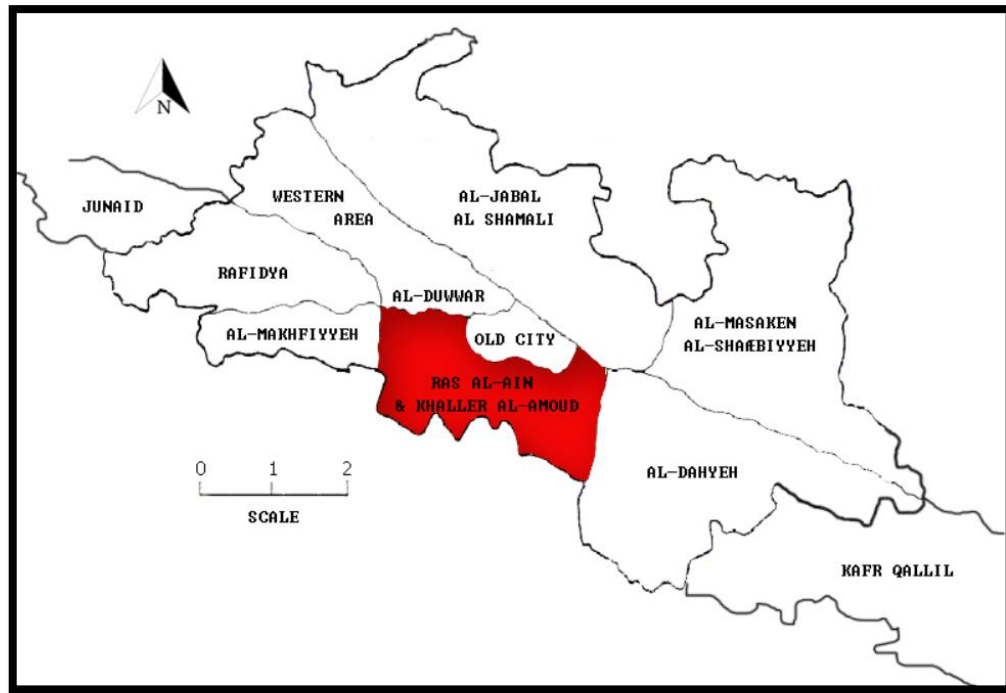 N
JUNAID
WESTERN
AREA
AL-JABAL
AL SHAMALI
RAFIDYA
AL-DUWWAR
AL-MAKHFIYYEH
OLD CITY
AL-MASAKEN
AL-SHAÆBIYYEH
RAS AL-AIN
& KHALLER AL-AMOUD
AL-DAHYEH
0 1 2
SCALE
KAFR QALLIL